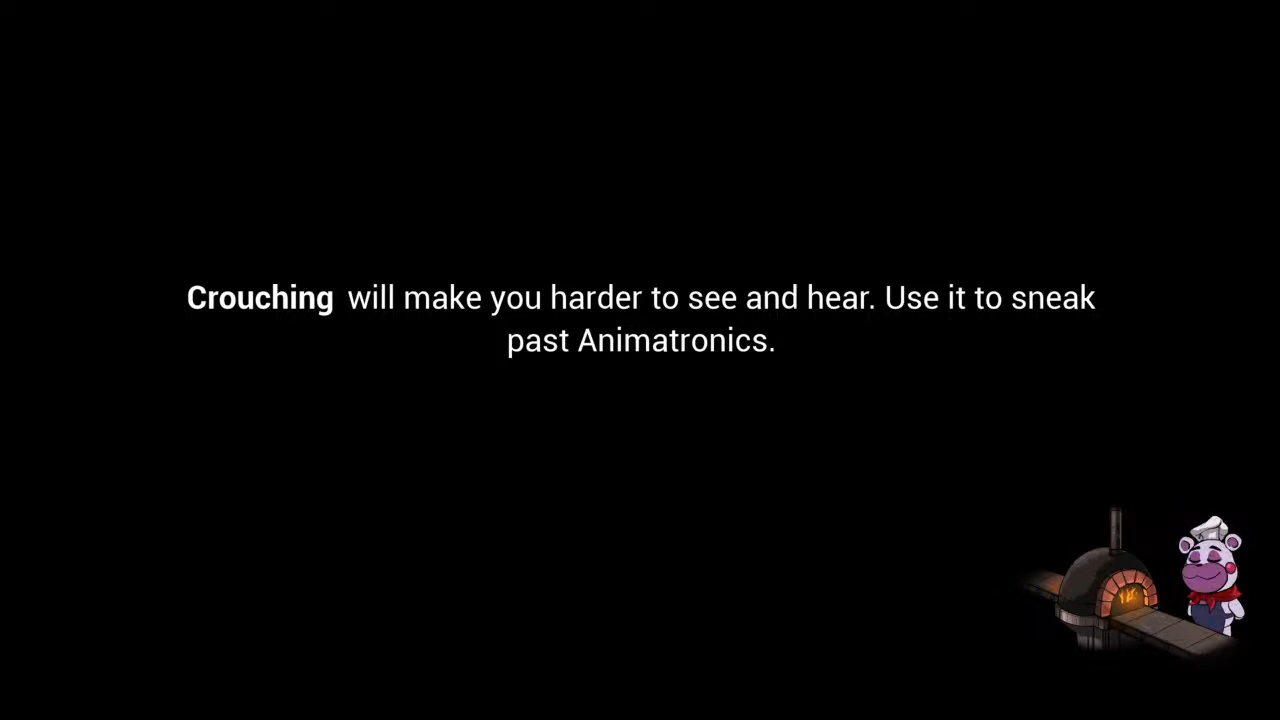 Crouching will make you harder to see and hear. Use it to sneak
past Animatronics.